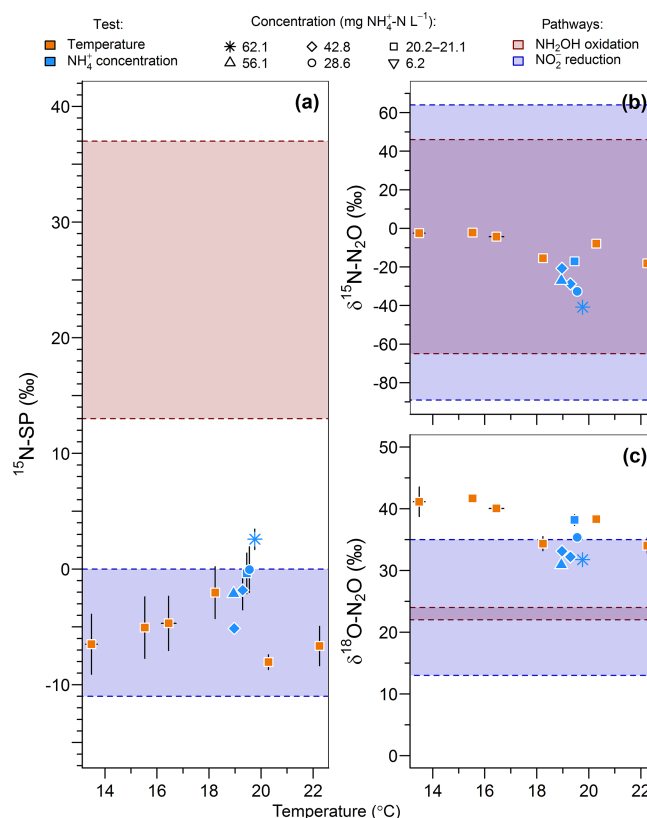 Test: Concentration (mg NH₄⁺-N L⁻¹): Pathways:
Temperature 62.1 42.8 20.2–21.1 NH₂OH oxidation
NH₄⁺ concentration 56.1 28.6 6.2 NO₂⁻ reduction
(a)
40
30
20
10
0
-10
¹⁵N-SP (‰)
14 16 18 20 22
(b)
60
40
20
0
-20
-40
-60
-80
δ¹⁵N-N₂O (‰)
(c)
50
40
30
20
10
0
δ¹⁸O-N₂O (‰)
12 14 16 18 20 22
Temperature (°C)